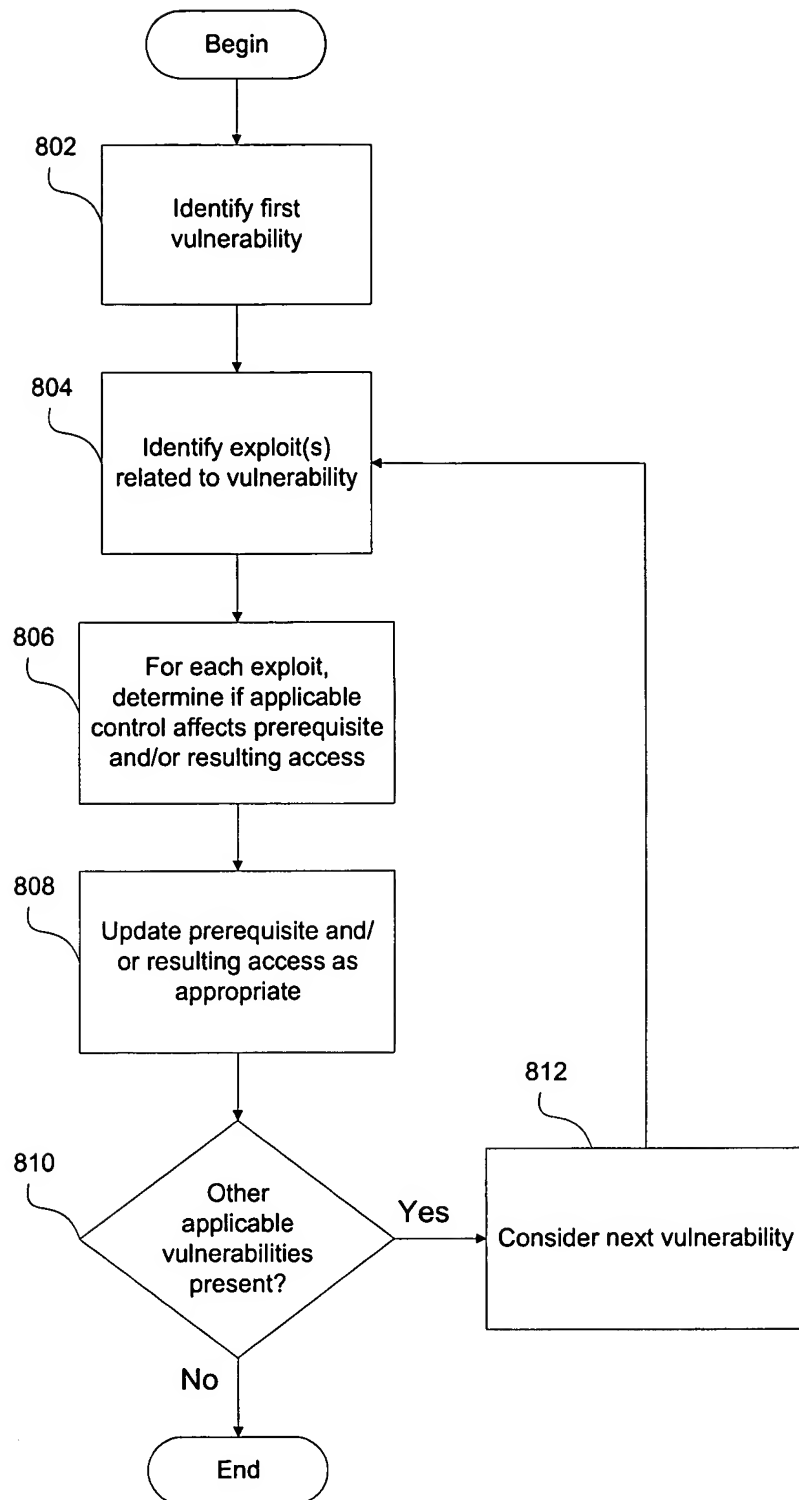 Begin
802
Identify first
vulnerability
804
Identify exploit(s)
related to vulnerability
806
For each exploit,
determine if applicable
control affects prerequisite
and/or resulting access
808
Update prerequisite and/
or resulting access as
appropriate
810
Other
applicable
vulnerabilities
present?
Yes
812
Consider next vulnerability
No
End